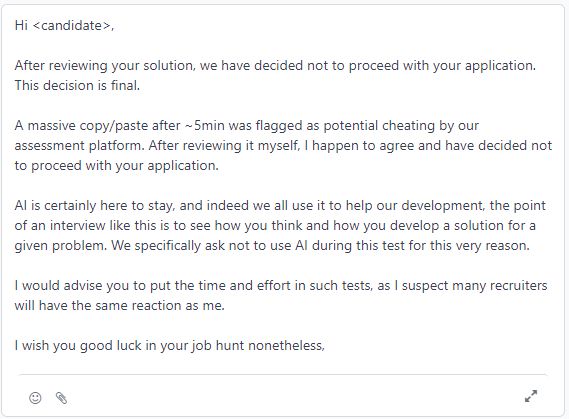 Hi <candidate>,
After reviewing your solution, we have decided not to proceed with your application.
This decision is final.
A massive copy/paste after ~5min was flagged as potential cheating by our
assessment platform. After reviewing it myself, I happen to agree and have decided not
to proceed with your application.
AI is certainly here to stay, and indeed we all use it to help our development, the point
of an interview like this is to see how you think and how you develop a solution for a
given problem. We specifically ask not to use AI during this test for this very reason.
I would advise you to put the time and effort in such tests, as I suspect many recruiters
will have the same reaction as me.
I wish you good luck in your job hunt nonetheless,